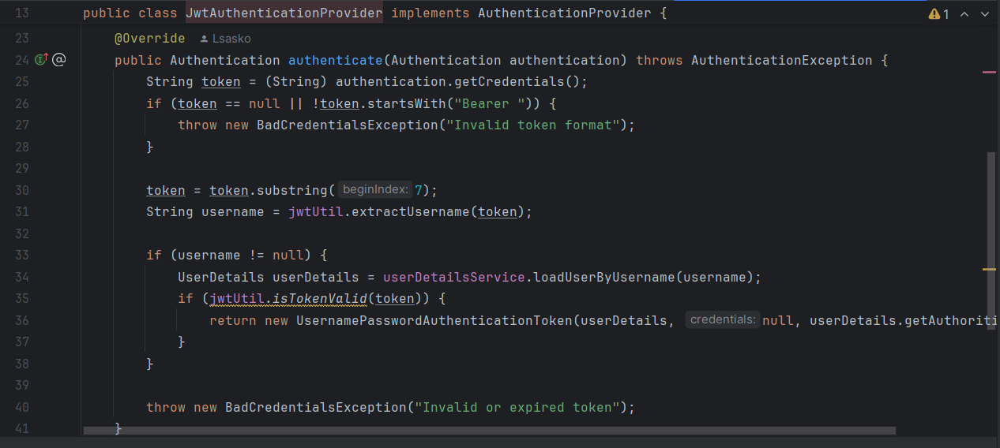 13 public class JwtAuthenticationProvider implements AuthenticationProvider { 1
23 @Override Lsasko
24 @ public Authentication authenticate(Authentication authentication) throws AuthenticationException {
25 String token = (String) authentication.getCredentials();
26 if (token == null || !token.startsWith("Bearer ")) {
27 throw new BadCredentialsException("Invalid token format");
28 }
29
30 token = token.substring( beginIndex: 7);
31 String username = jwtUtil.extractUsername(token);
32
33 if (username != null) {
34 UserDetails userDetails = userDetailsService.loadUserByUsername(username);
35 if (jwtUtil.isTokenValid(token)) {
36 return new UsernamePasswordAuthenticationToken(userDetails, credentials: null, userDetails.getAuthoriti
37 }
38 }
39
40 throw new BadCredentialsException("Invalid or expired token");
41 }